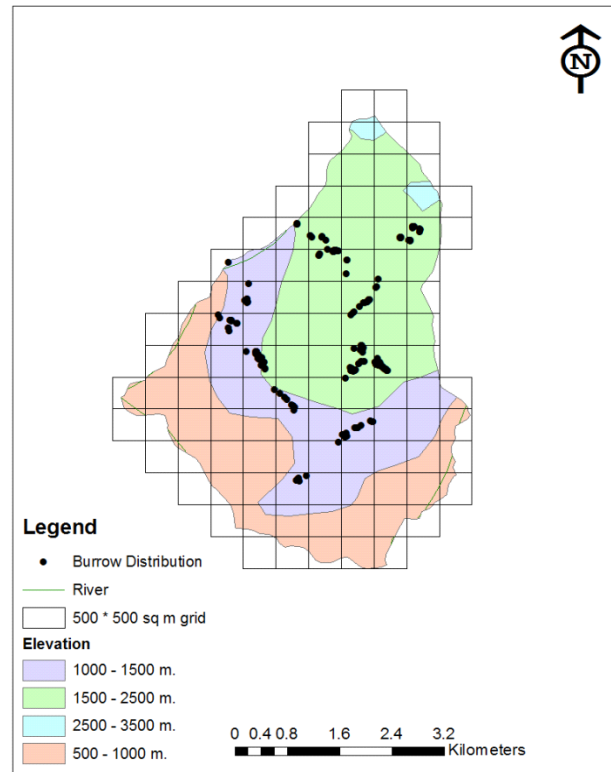 N
Legend
Burrow Distribution
River
500 * 500 sq m grid
Elevation
1000 - 1500 m.
1500 - 2500 m.
2500 - 3500 m.
500 - 1000 m.
0 0.4 0.8 1.6 2.4 3.2
Kilometers